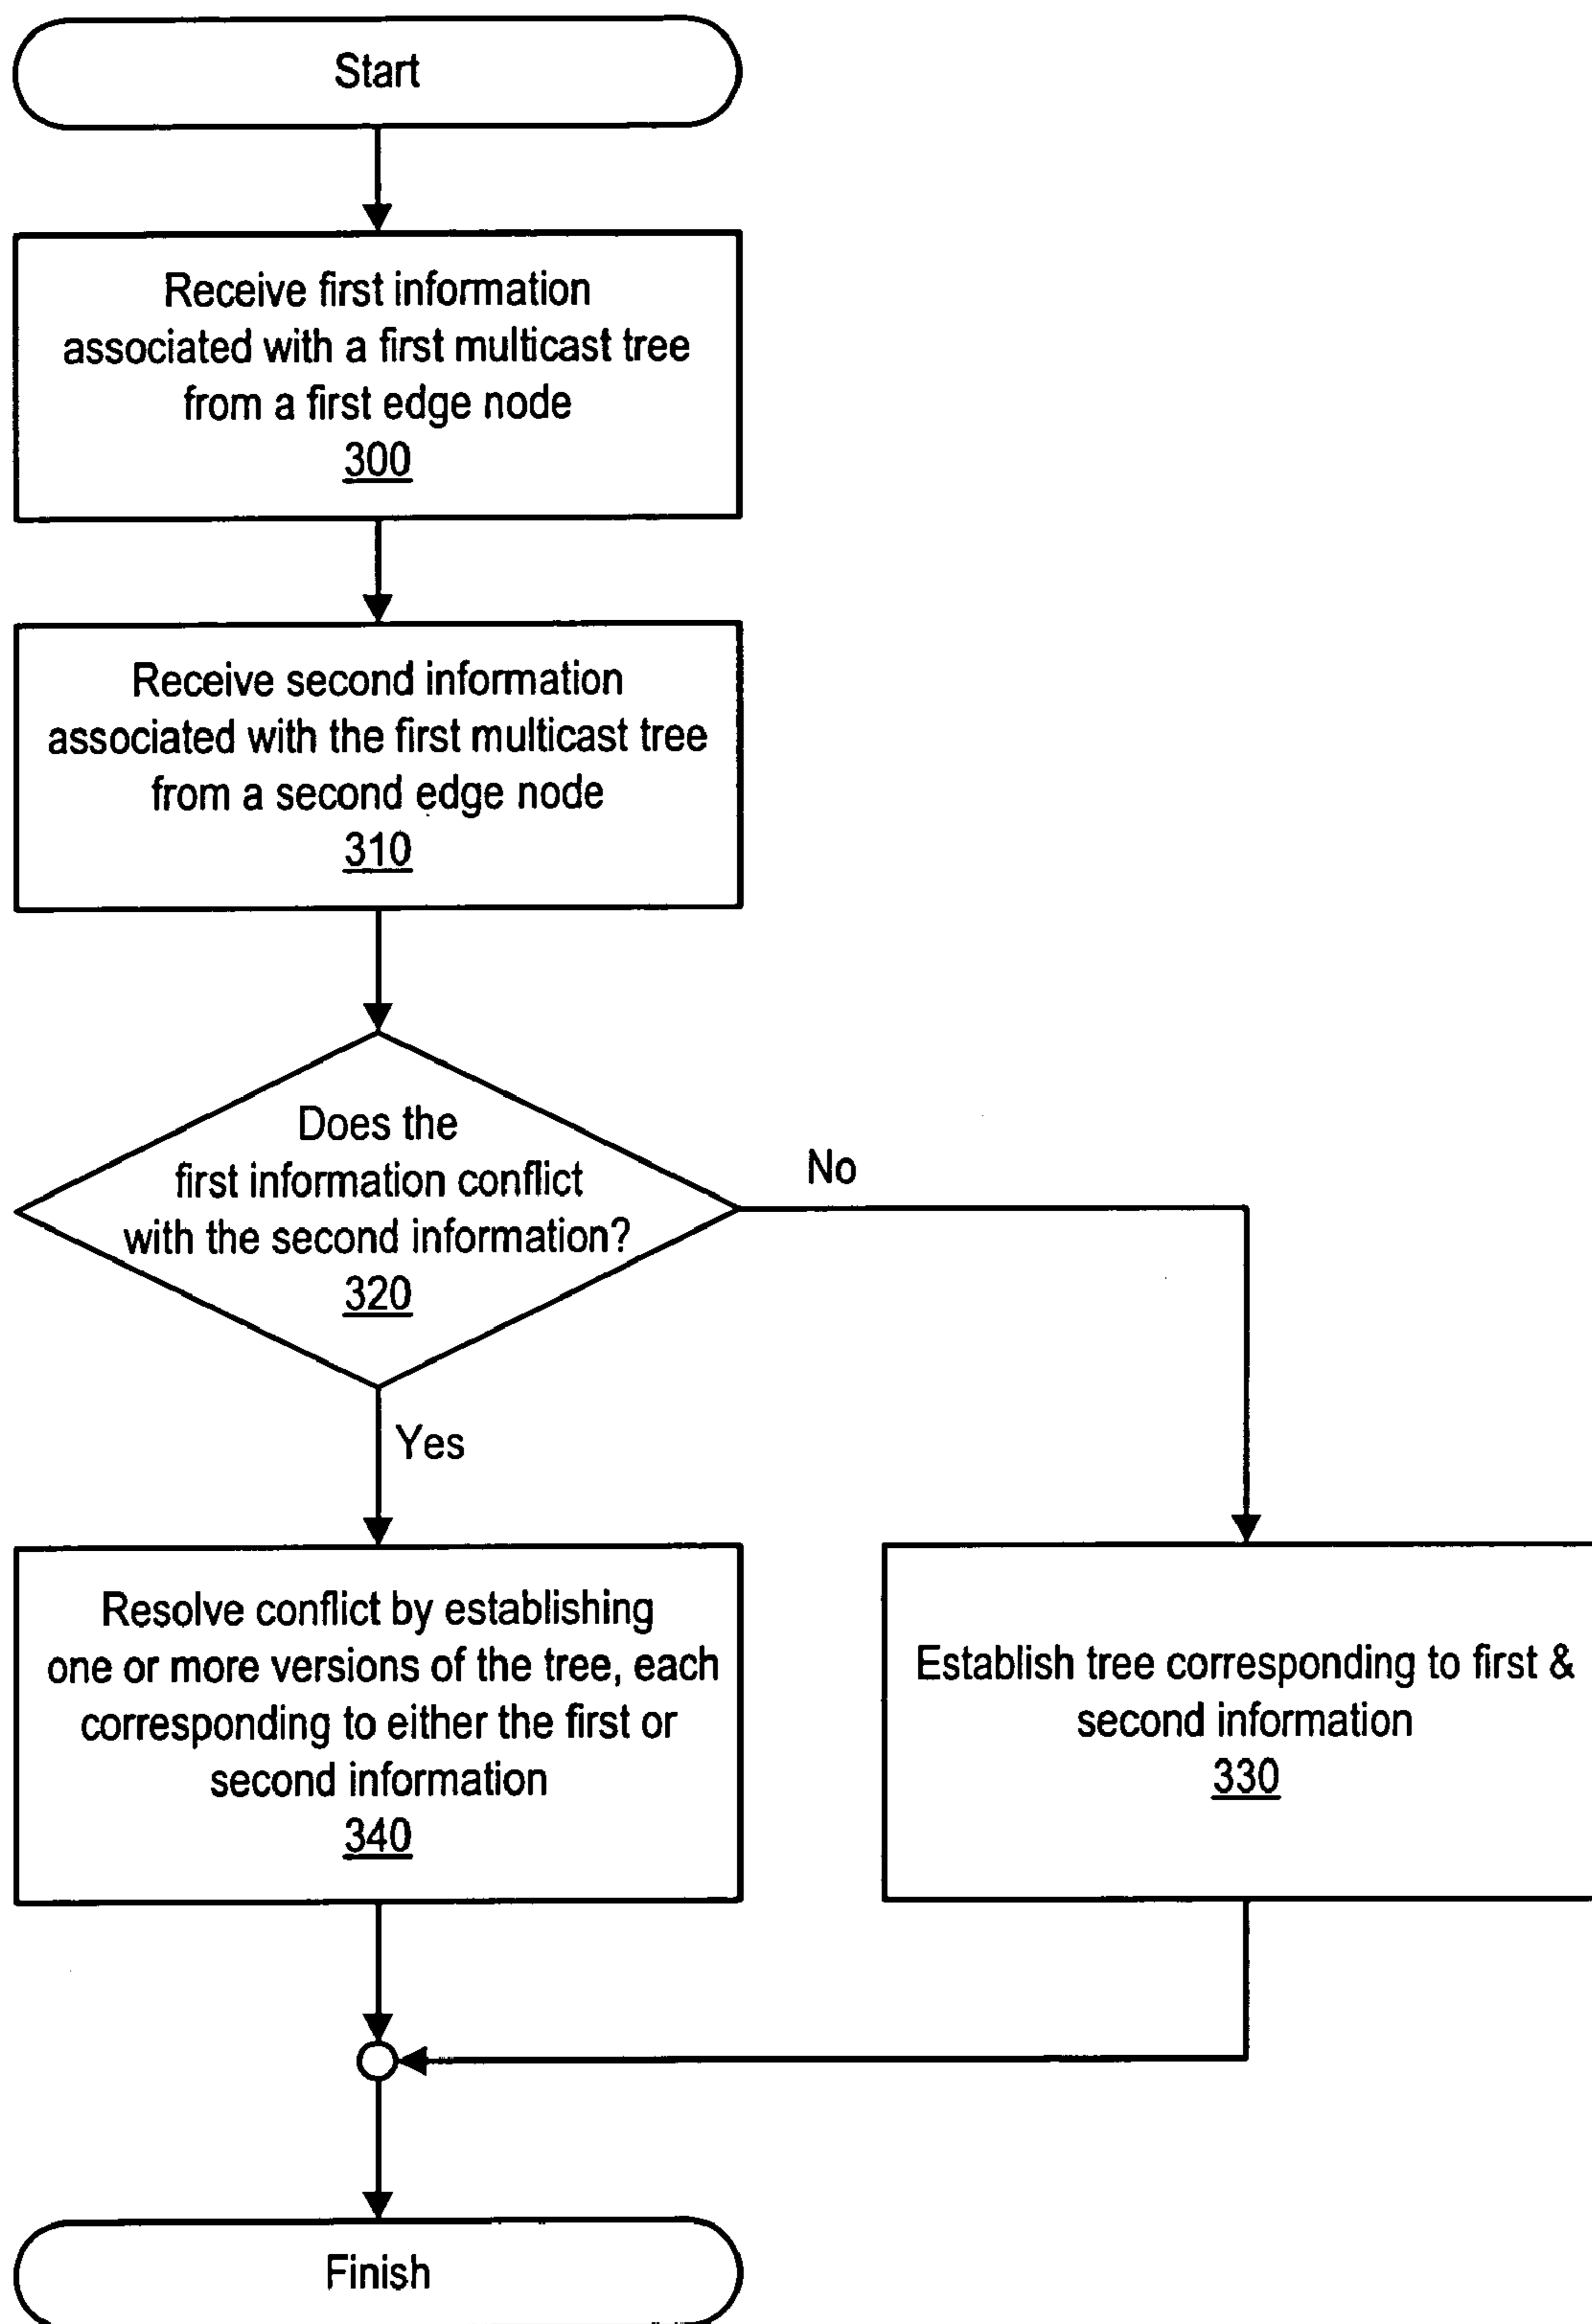 Start
Receive first information
associated with a first multicast tree
from a first edge node
300
Receive second information
associated with the first multicast tree
from a second edge node
310
Does the
first information conflict
with the second information?
320
No
Yes
Resolve conflict by establishing
one or more versions of the tree, each
corresponding to either the first or
second information
340
Establish tree corresponding to first &
second information
330
Finish